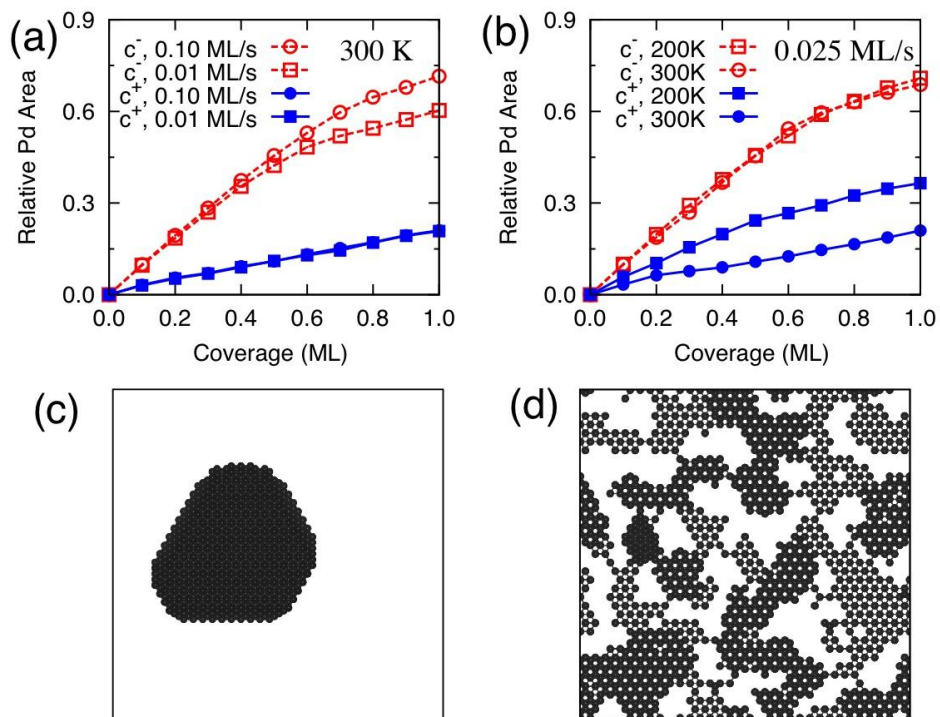 (a)
0.9
0.6
0.3
0.0
Relative Pd Area
c-, 0.10 ML/s
c-, 0.01 ML/s
c+, 0.10 ML/s
c+, 0.01 ML/s
300 K
0.0 0.2 0.4 0.6 0.8 1.0
Coverage (ML)
(b)
0.9
0.6
0.3
0.0
Relative Pd Area
c-, 200K
c-, 300K
c+, 200K
c+, 300K
0.025 ML/s
0.0 0.2 0.4 0.6 0.8 1.0
Coverage (ML)
(c)
(d)